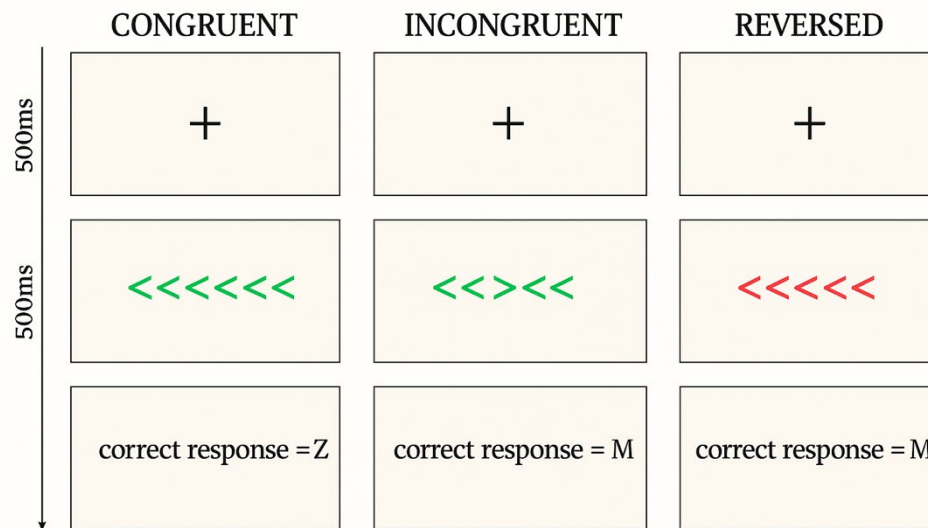 CONGRUENT
INCONGRUENT
REVERSED
500ms
+
+
+
500ms
<<<<<<
<<><<
<<<<<
correct response = Z
correct response = M
correct response = M